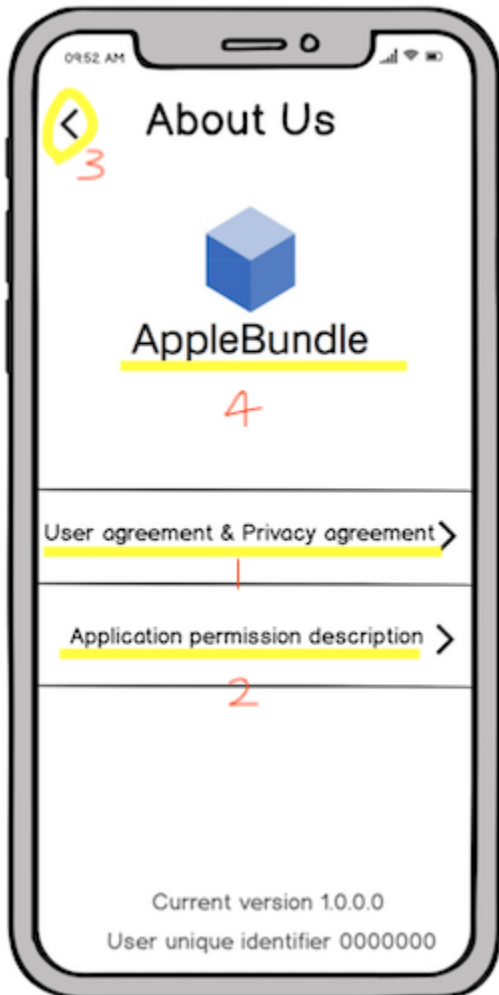 09:52 AM
About Us
3
AppleBundle
4
User agreement & Privacy agreement
1
Application permission description
2
Current version 1.0.0.0
User unique identifier 0000000